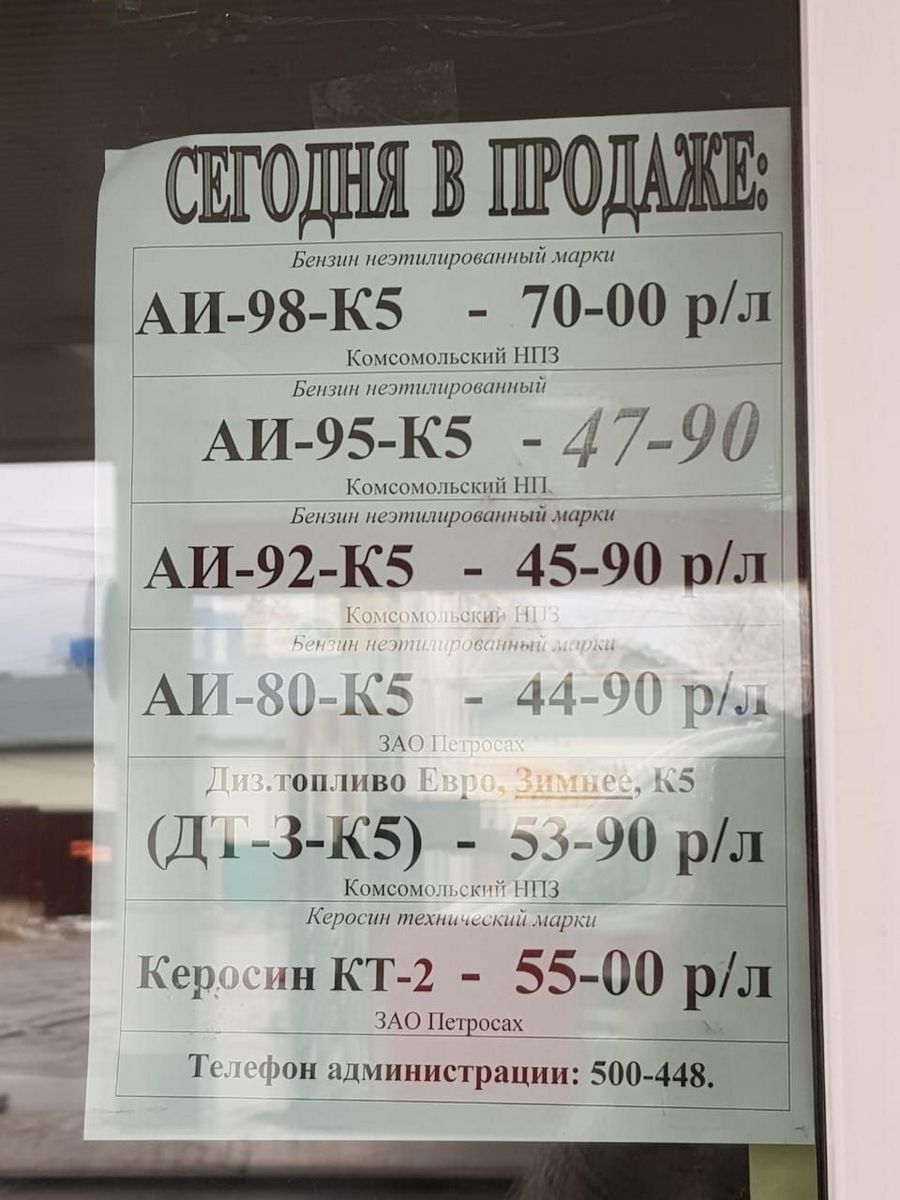 СЕГОДНЯ В ПРОДАЖЕ:
Бензин неэтилированный марки
АИ-98-К5 - 70-00 р/л
Комсомольский НПЗ
Бензин неэтилированный
АИ-95-К5 - 47-90
Комсомольский НП
Бензин неэтилированный марки
АИ-92-К5 - 45-90 р/л
Комсомольский НПЗ
Бензин неэтилированный марки
АИ-80-К5 - 44-90 р/л
ЗАО Петросах
Диз.топливо Евро, Зимнее, К5
(ДТ-З-К5) - 53-90 р/л
Комсомольский НПЗ
Керосин технический марки
Керосин КТ-2 - 55-00 р/л
ЗАО Петросах
Телефон администрации: 500-448.